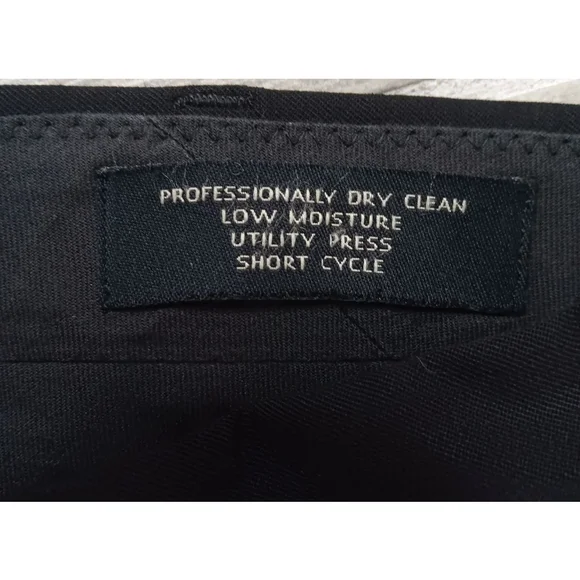 PROFESSIONALLY DRY CLEAN
LOW MOISTURE
UTILITY PRESS
SHORT CYCLE